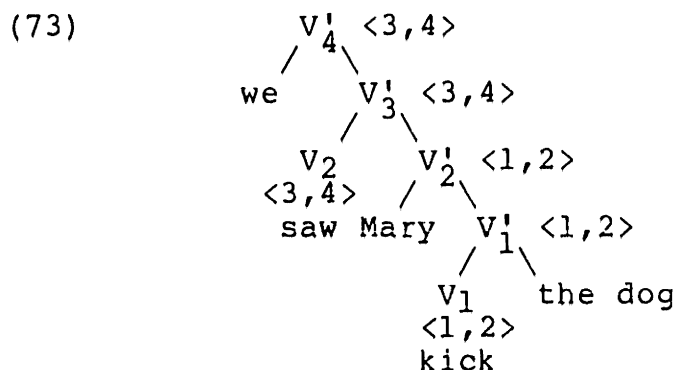 (73) V'4 <3,4>
we V'3 <3,4>
V2 V'2 <1,2>
<3,4>
saw Mary V'1 <1,2>
V1 the dog
<1,2>
kick